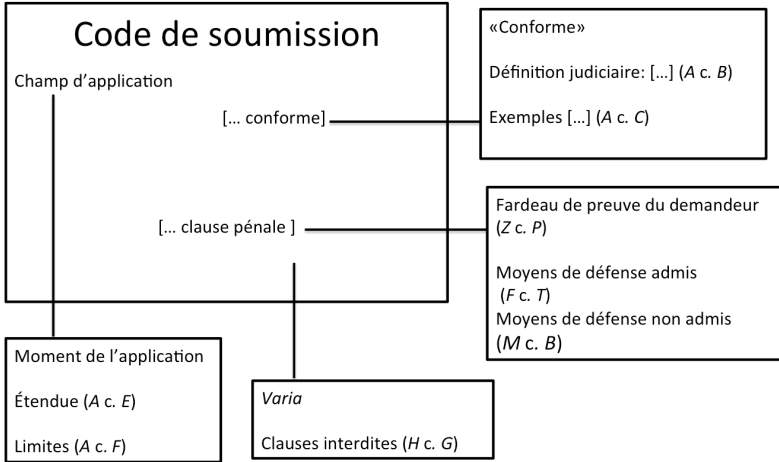 Code de soumission
Champ d’application
[... conforme]
[... clause pénale ]
«Conforme»
Définition judiciaire: [...] (A c. B)
Exemples [...] (A c. C)
Fardeau de preuve du demandeur
(Z c. P)
Moyens de défense admis
(F c. T)
Moyens de défense non admis
(M c. B)
Moment de l’application
Étendue (A c. E)
Limites (A c. F)
Varia
Clauses interdites (H c. G)